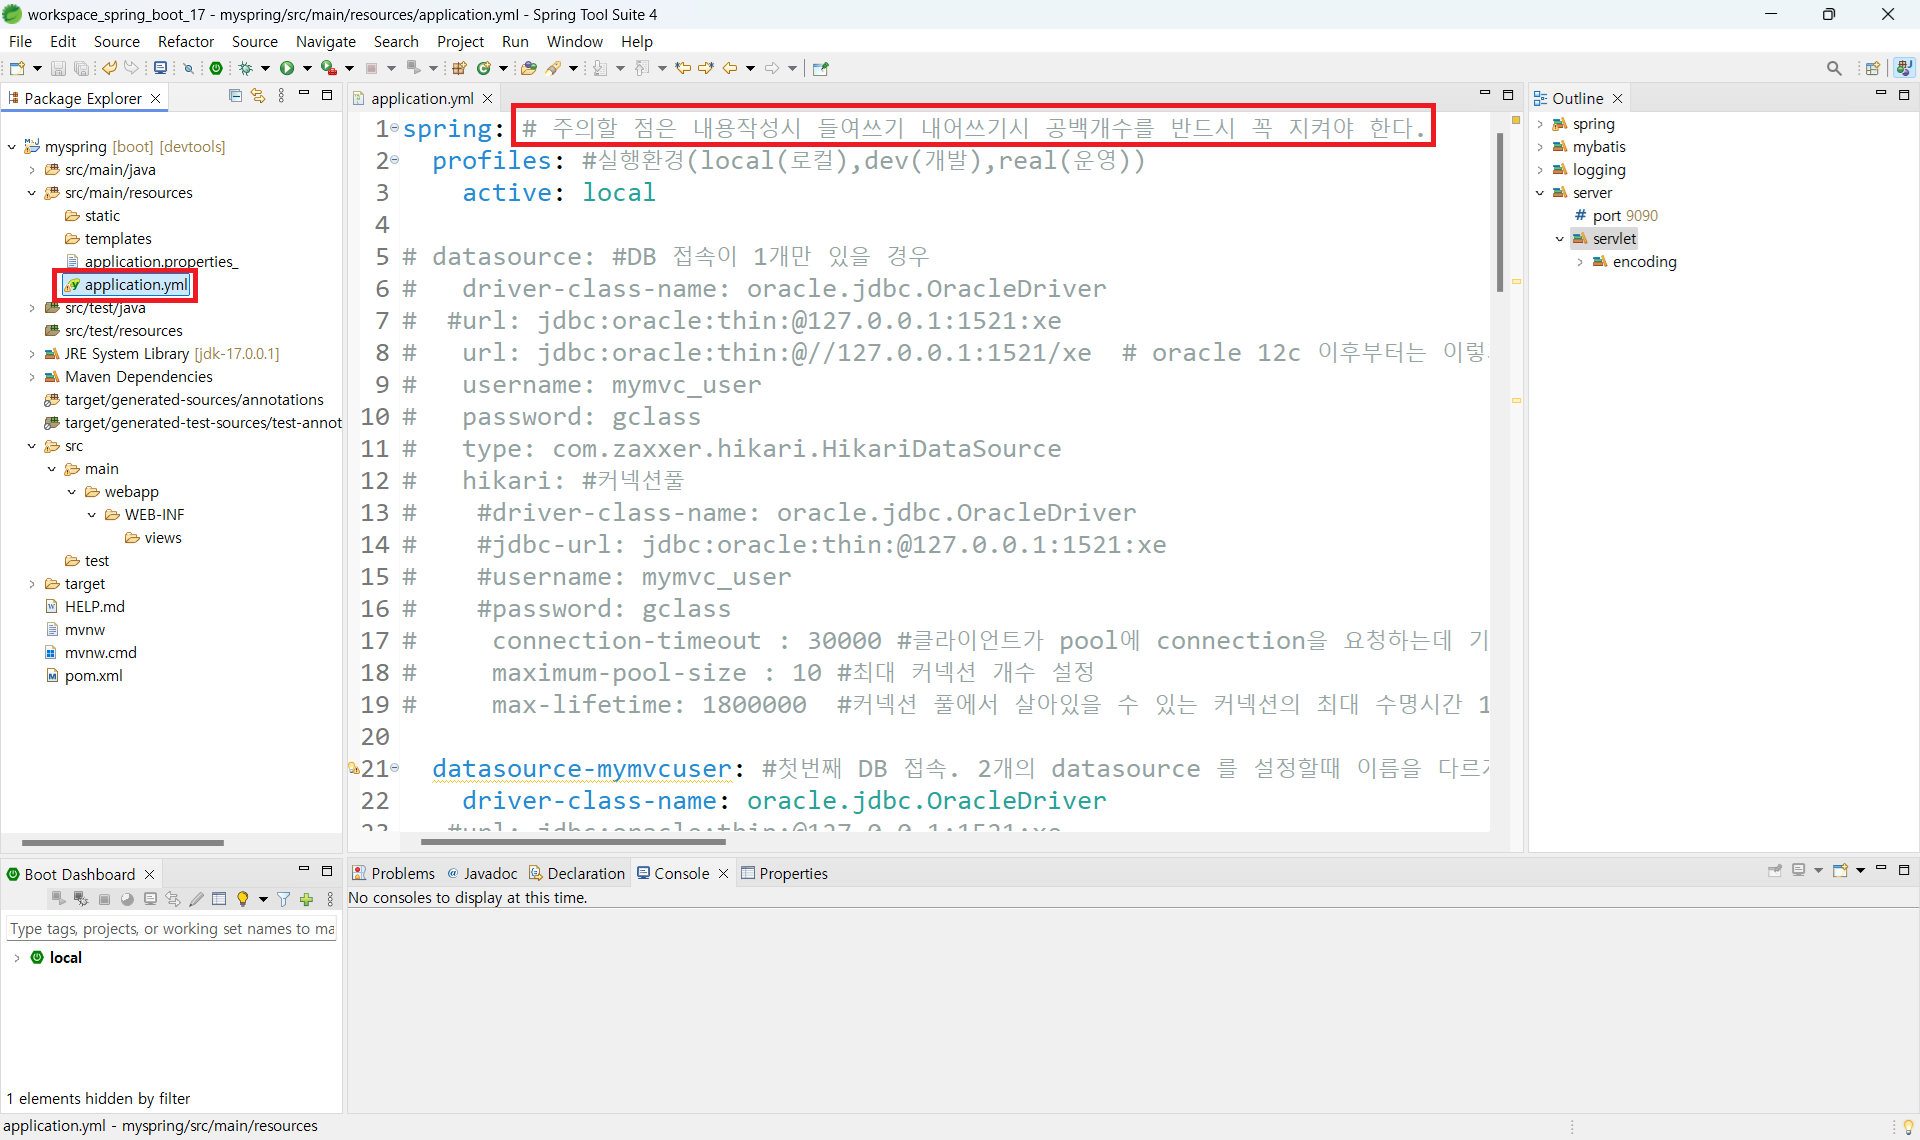 workspace_spring_boot_17 - myspring/src/main/resources/application.yml - Spring Tool Suite 4
File Edit Source Refactor Source Navigate Search Project Run Window Help
Package Explorer
myspring [boot] [devtools]
src/main/java
src/main/resources
static
templates
application.properties_
application.yml
src/test/java
src/test/resources
JRE System Library [jdk-17.0.0.1]
Maven Dependencies
target/generated-sources/annotations
target/generated-test-sources/test-annot
src
main
webapp
WEB-INF
views
test
target
HELP.md
mvnw
mvnw.cmd
pom.xml
application.yml
1 spring: # 주의할 점은 내용작성시 들여쓰기 내어쓰기시 공백개수를 반드시 꼭 지켜야 한다.
2 profiles: #실행환경(local(로컬),dev(개발),real(운영))
3 active: local
4
5 # datasource: #DB 접속이 1개만 있을 경우
6 # driver-class-name: oracle.jdbc.OracleDriver
7 # #url: jdbc:oracle:thin:@127.0.0.1:1521:xe
8 # url: jdbc:oracle:thin:@//127.0.0.1:1521/xe # oracle 12c 이후부터는 이렇
9 # username: mymvc_user
10 # password: gclass
11 # type: com.zaxxer.hikari.HikariDataSource
12 # hikari: #커넥션풀
13 # #driver-class-name: oracle.jdbc.OracleDriver
14 # #jdbc-url: jdbc:oracle:thin:@127.0.0.1:1521:xe
15 # #username: mymvc_user
16 # #password: gclass
17 # connection-timeout : 30000 #클라이언트가 pool에 connection을 요청하는데 기
18 # maximum-pool-size : 10 #최대 커넥션 개수 설정
19 # max-lifetime: 1800000 #커넥션 풀에서 살아있을 수 있는 커넥션의 최대 수명시간 1
20
21 datasource-mymvcuser: #첫번째 DB 접속. 2개의 datasource 를 설정할때 이름을 다르
22 driver-class-name: oracle.jdbc.OracleDriver
23 #url: jdbc:oracle:thin:@127.0.0.1:1521:xe
Outline
spring
mybatis
logging
server
port 9090
servlet
encoding
Boot Dashboard
Type tags, projects, or working set names to ma
local
1 elements hidden by filter
Problems Javadoc Declaration Console Properties
No consoles to display at this time.
application.yml - myspring/src/main/resources